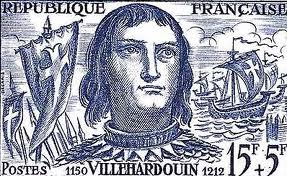 REPUBLIQUE FRANÇAISE
POSTES 1150 VILLEHARDOUIN 1212 15F+5F